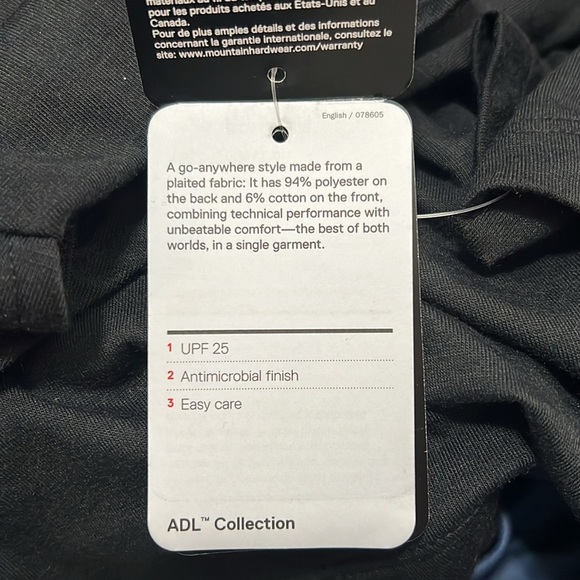 matériaux
pour les produits achetés aux États-Unis et au
Canada.
Pour de plus amples détails et des informations
concernant la garantie internationale, consultez le
site: www.mountainhardwear.com/warranty
English / 078605
A go-anywhere style made from a
plaited fabric: It has 94% polyester on
the back and 6% cotton on the front,
combining technical performance with
unbeatable comfort—the best of both
worlds, in a single garment.
1 UPF 25
2 Antimicrobial finish
3 Easy care
ADL™ Collection